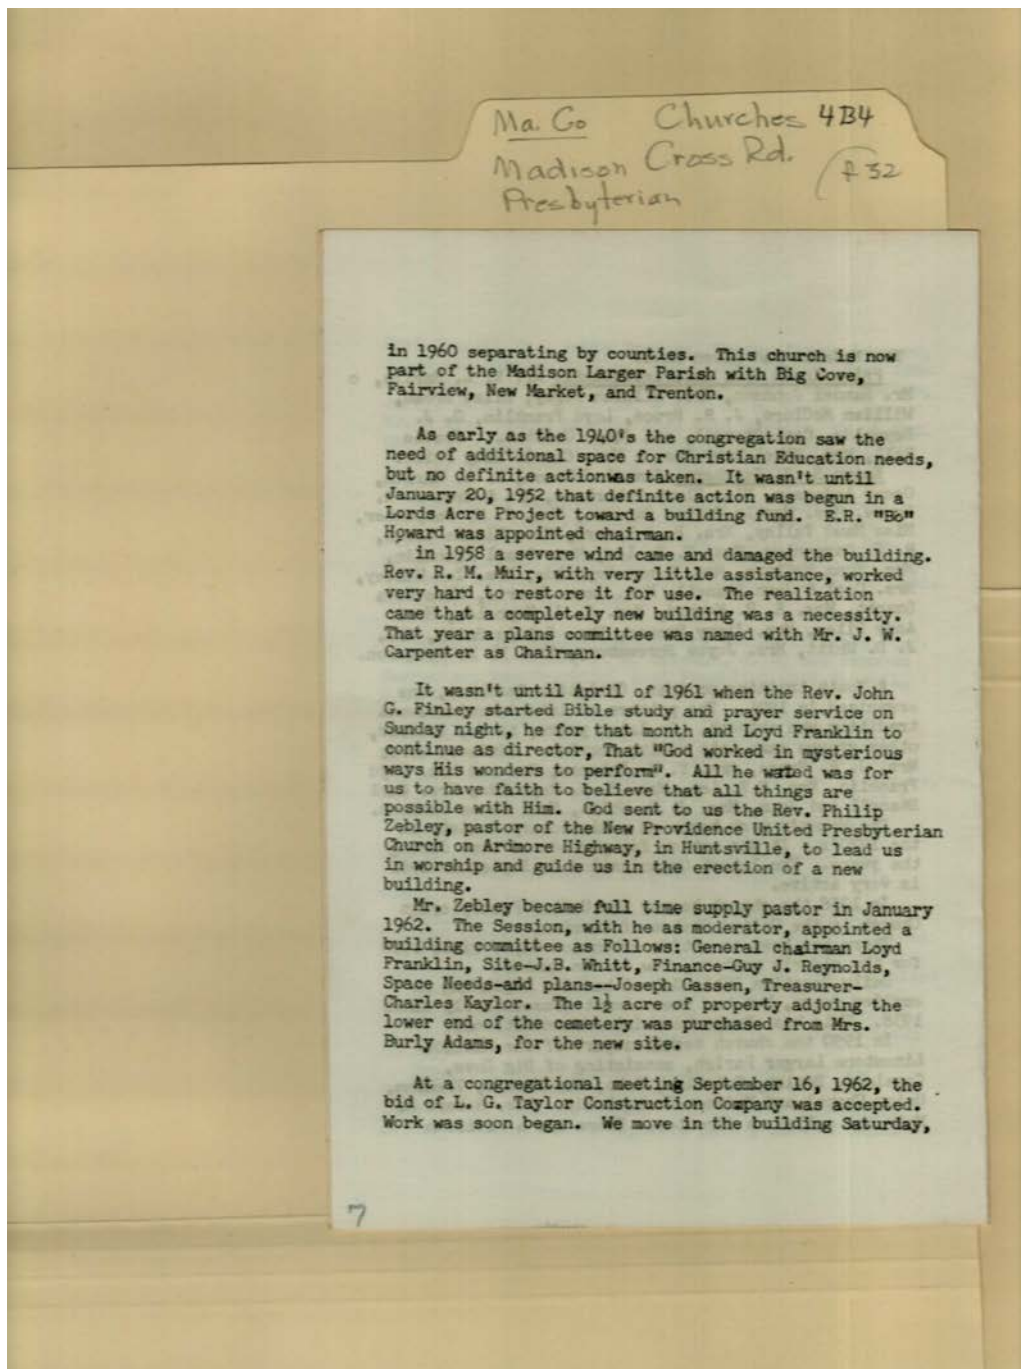 Ma. Co Churches 4B4
Madison Cross Rd.
Presbyterian
F32
in 1960 separating by counties. This church is now
part of the Madison Larger Parish with Big Cove,
Fairview, New Market, and Trenton.
As early as the 1940's the congregation saw the
need of additional space for Christian Education needs,
but no definite actionwas taken. It wasn't until
January 20, 1952 that definite action was begun in a
Lords Acre Project toward a building fund. E.R. "Bo"
Howard was appointed chairman.
in 1958 a severe wind came and damaged the building.
Rev. R. M. Muir, with very little assistance, worked
very hard to restore it for use. The realization
came that a completely new building was a necessity.
That year a plans committee was named with Mr. J. W.
Carpenter as Chairman.
It wasn't until April of 1961 when the Rev. John
G. Finley started Bible study and prayer service on
Sunday night, he for that month and Loyd Franklin to
continue as director, That "God worked in mysterious
ways His wonders to perform". All he wated was for
us to have faith to believe that all things are
possible with Him. God sent to us the Rev. Philip
Zebley, pastor of the New Providence United Presbyterian
Church on Ardmore Highway, in Huntsville, to lead us
in worship and guide us in the erection of a new
building.
Mr. Zebley became full time supply pastor in January
1962. The Session, with he as moderator, appointed a
building committee as Follows: General chairman Loyd
Franklin, Site-J.B. Whitt, Finance-Guy J. Reynolds,
Space Needs-and plans--Joseph Gassen, Treasurer-
Charles Kaylor. The 1½ acre of property adjoing the
lower end of the cemetery was purchased from Mrs.
Burly Adams, for the new site.
At a congregational meeting September 16, 1962, the
bid of L. G. Taylor Construction Company was accepted.
Work was soon began. We move in the building Saturday,
7